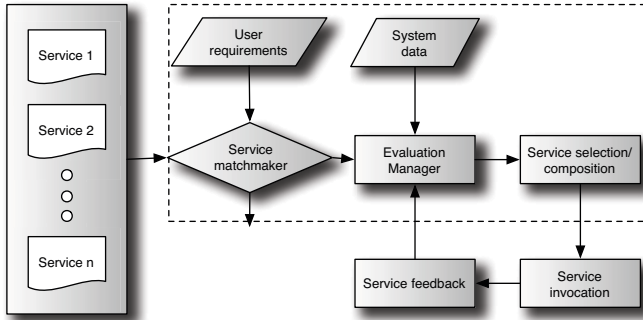 Service 1
Service 2
Service n
User
requirements
System
data
Service
matchmaker
Evaluation
Manager
Service selection/
composition
Service feedback
Service
invocation